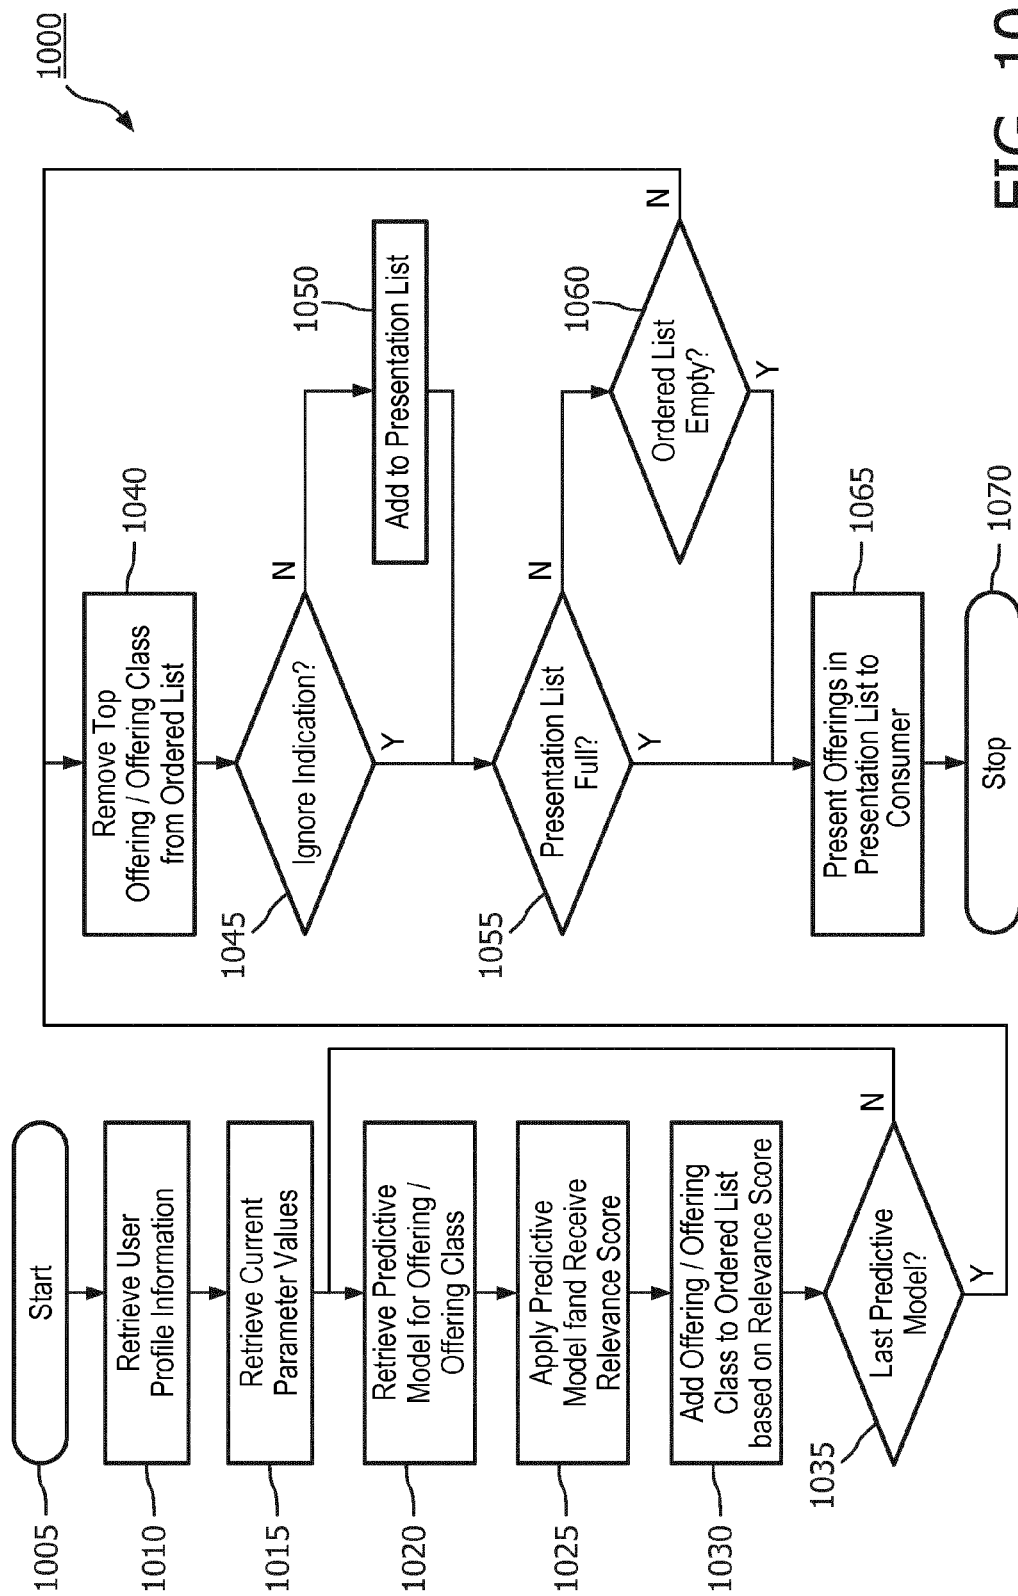 1000
1005
Start
1010
Retrieve User
Profile Information
1015
Retrieve Current
Parameter Values
1020
Retrieve Predictive
Model for Offering /
Offering Class
1025
Apply Predictive
Model fand Receive
Relevance Score
1030
Add Offering / Offering
Class to Ordered List
based on Relevance Score
1035
Last Predictive
Model?
N
Y
1040
Remove Top
Offering / Offering Class
from Ordered List
1045
Ignore Indication?
N
Y
1050
Add to Presentation List
1055
Presentation List
Full?
N
Y
1060
Ordered List
Empty?
N
Y
1065
Present Offerings in
Presentation List to
Consumer
1070
Stop
FIG. 10